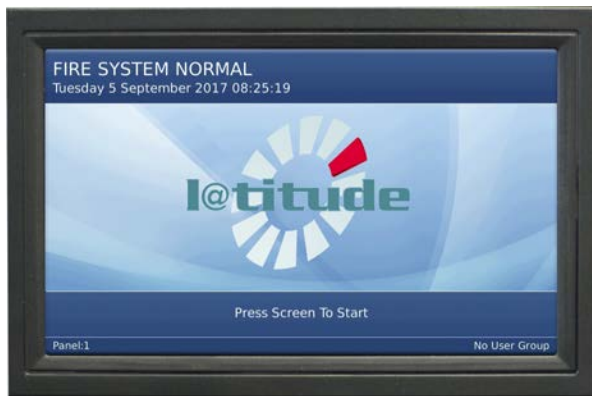 FIRE SYSTEM NORMAL
Tuesday 5 September 2017 08:25:19
l@titude
Press Screen To Start
Panel:1
No User Group